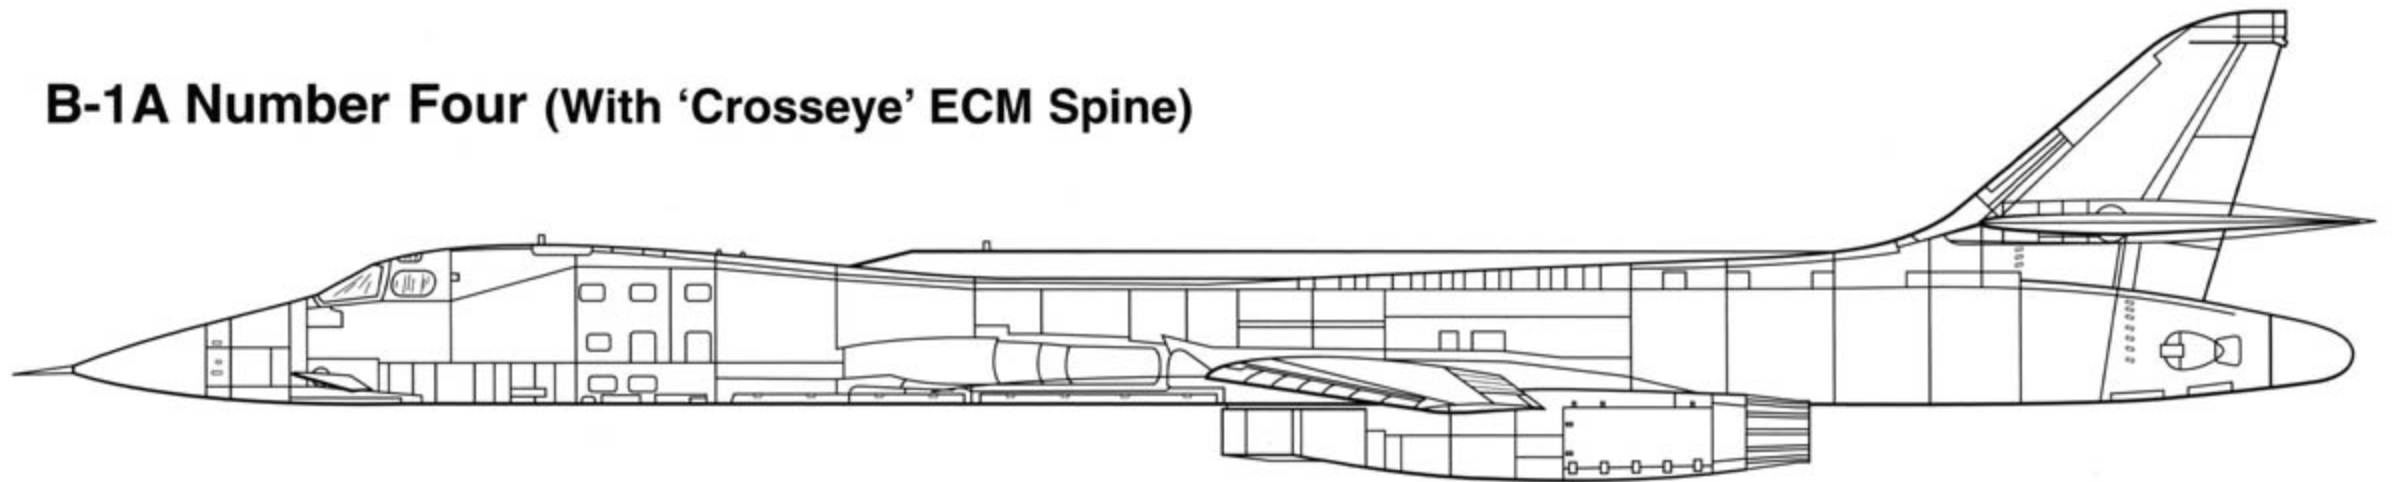 B-1A Number Four (With ‘Crosseye’ ECM Spine)